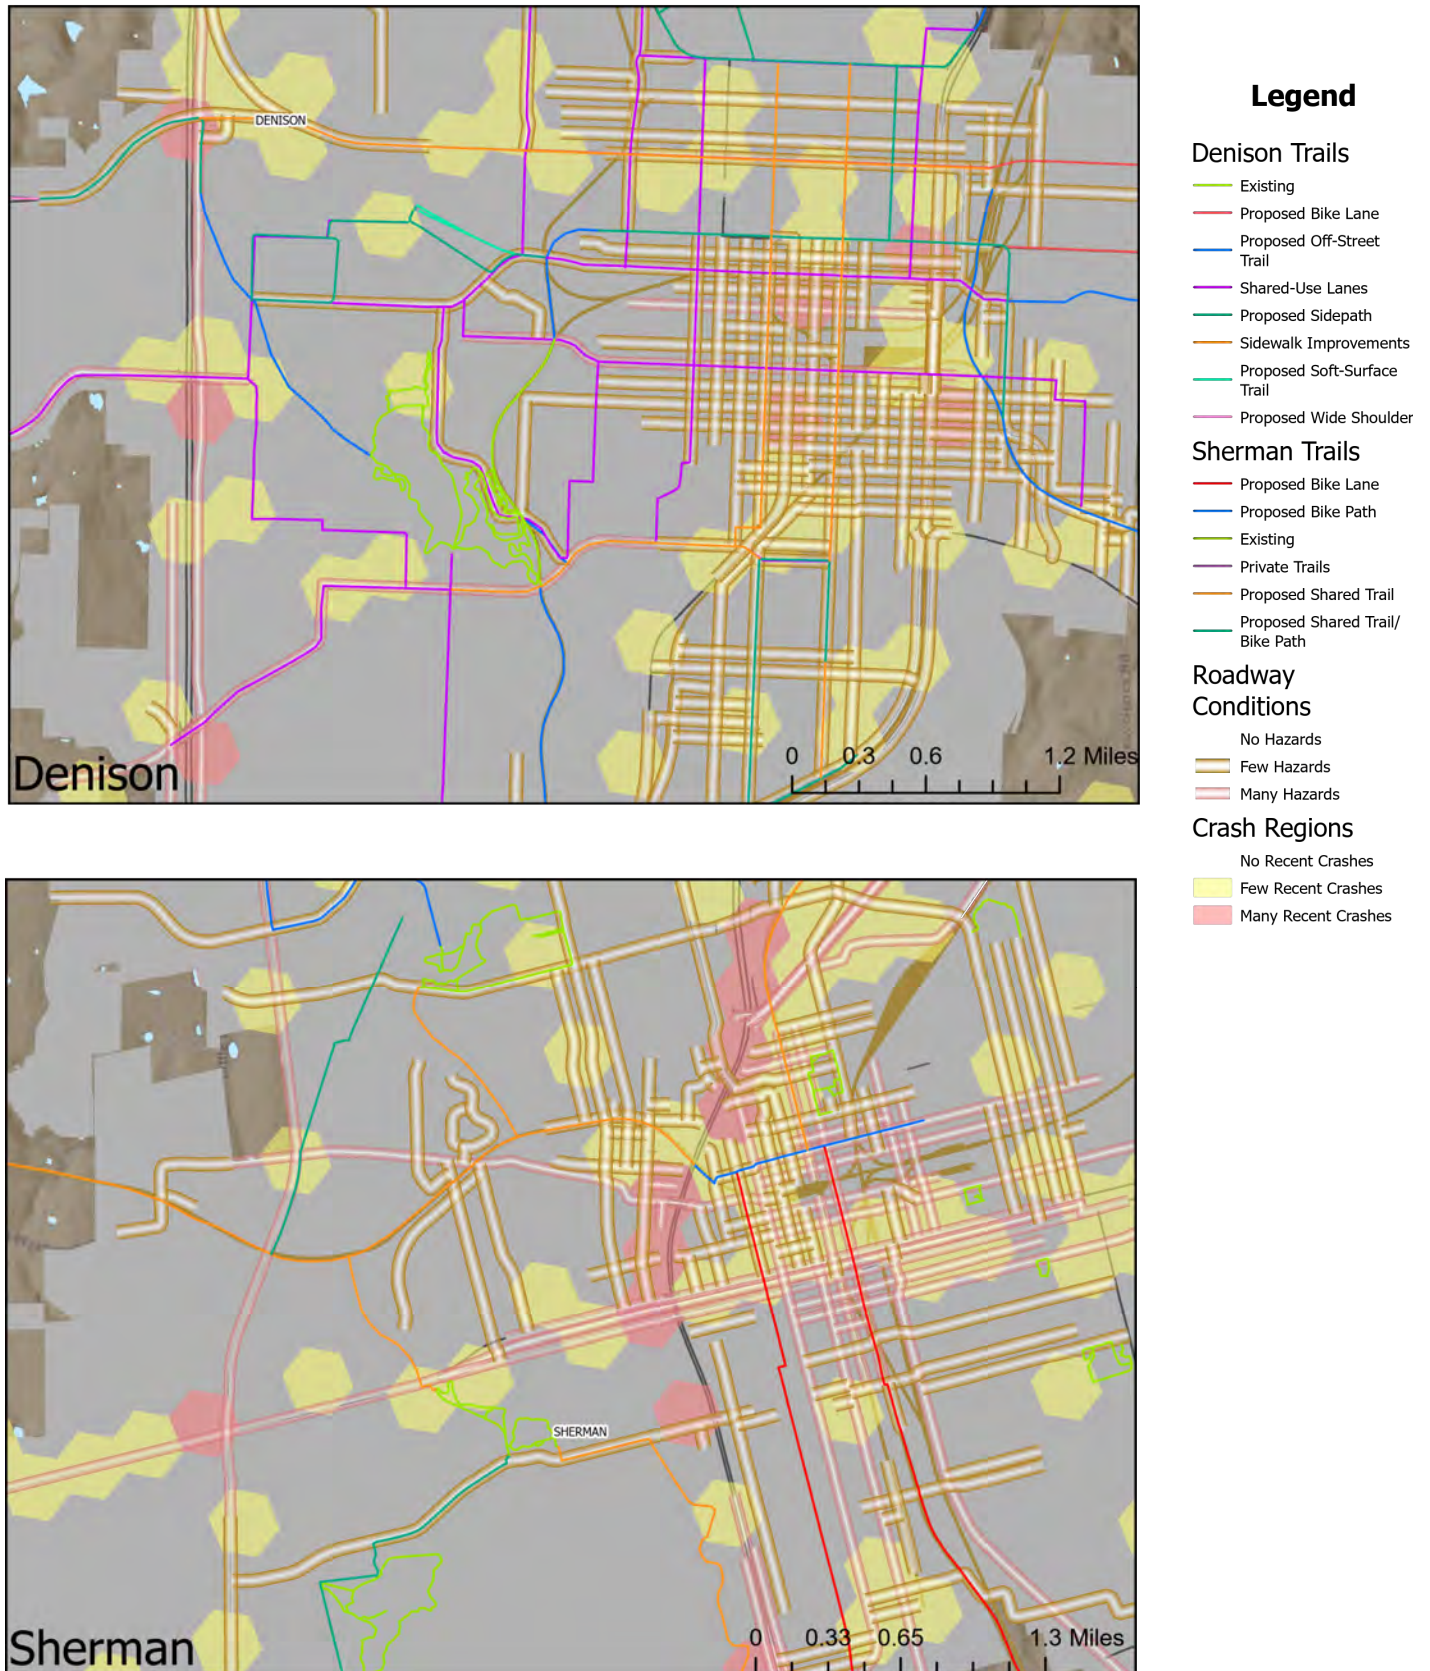 DENISON
Denison
0 0.3 0.6 1.2 Miles
Legend
Denison Trails
Existing
Proposed Bike Lane
Proposed Off-Street
Trail
Shared-Use Lanes
Proposed Sidepath
Sidewalk Improvements
Proposed Soft-Surface
Trail
Proposed Wide Shoulder
Sherman Trails
Proposed Bike Lane
Proposed Bike Path
Existing
Private Trails
Proposed Shared Trail
Proposed Shared Trail/
Bike Path
Roadway
Conditions
No Hazards
Few Hazards
Many Hazards
Crash Regions
No Recent Crashes
Few Recent Crashes
Many Recent Crashes
SHERMAN
Sherman
0 0.33 0.65 1.3 Miles